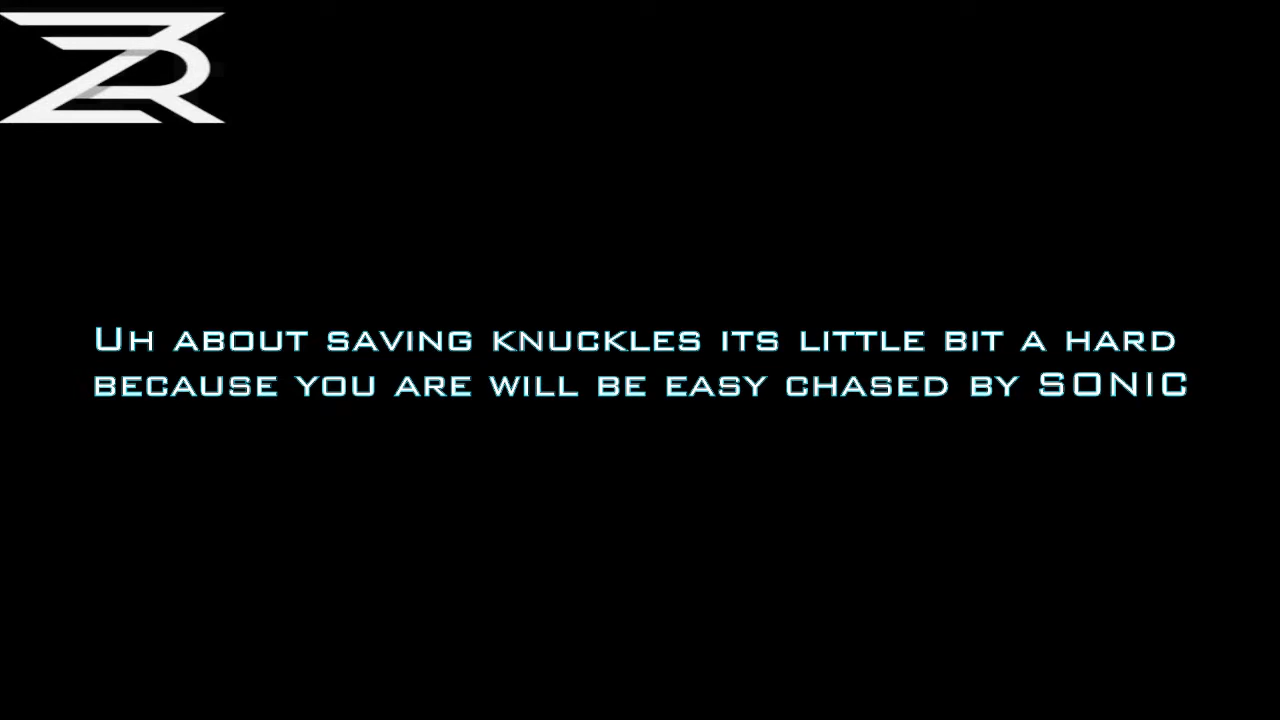 Uh about saving knuckles its little bit a hard
because you are will be easy chased by SONIC